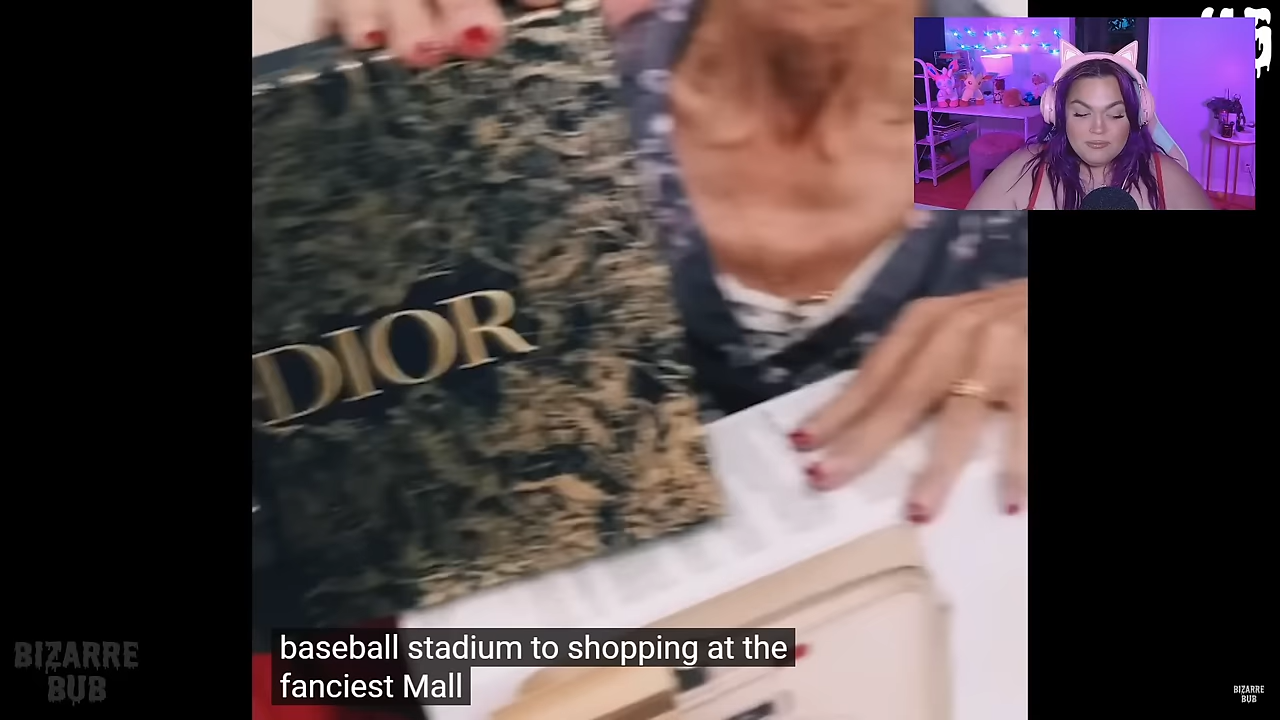 DIOR
baseball stadium to shopping at the
fanciest Mall
BIZARRE
BUB
BIZARRE
BUB